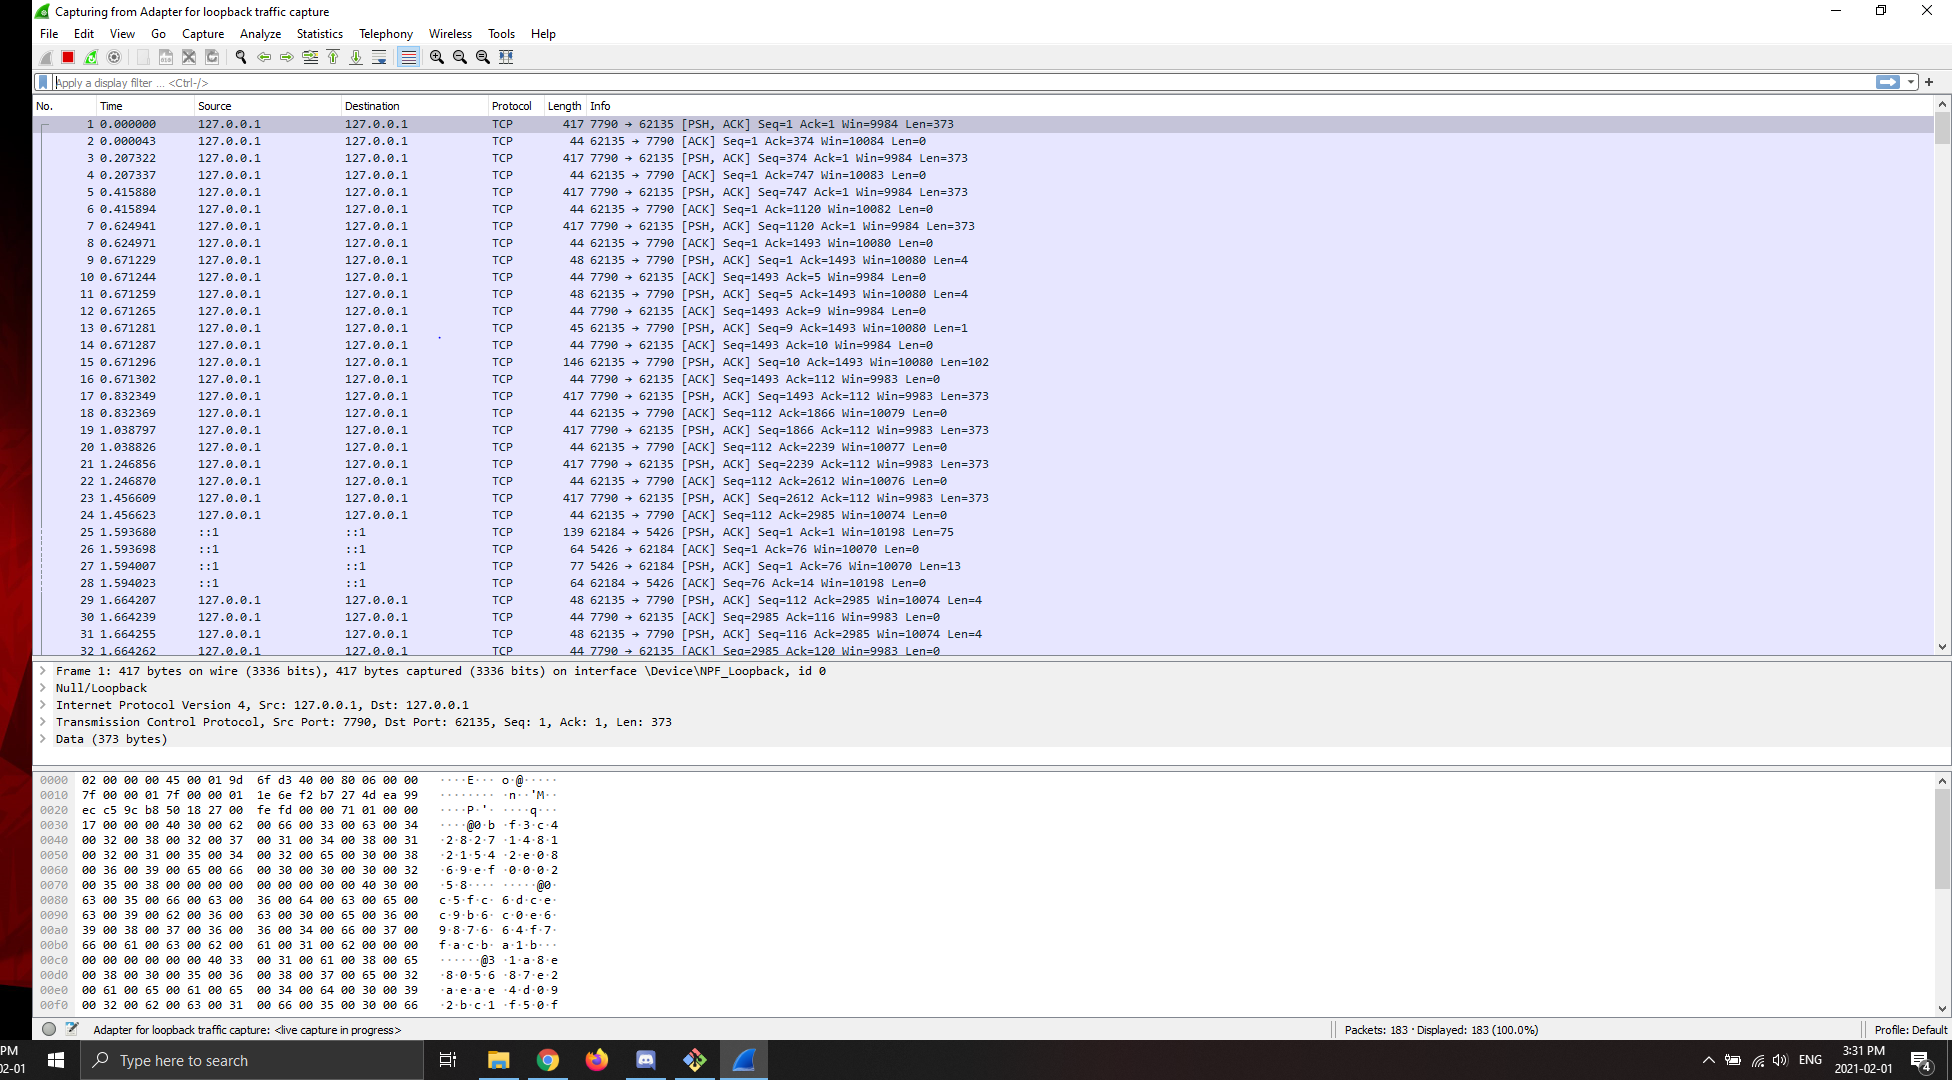 Capturing from Adapter for loopback traffic capture
File Edit View Go Capture Analyze Statistics Telephony Wireless Tools Help
Apply a display filter ... <Ctrl-/>
No. Time Source Destination Protocol Length Info
1 0.000000 127.0.0.1 127.0.0.1 TCP 417 7790 → 62135 [PSH, ACK] Seq=1 Ack=1 Win=9984 Len=373
2 0.000043 127.0.0.1 127.0.0.1 TCP 44 62135 → 7790 [ACK] Seq=1 Ack=374 Win=10084 Len=0
3 0.207322 127.0.0.1 127.0.0.1 TCP 417 7790 → 62135 [PSH, ACK] Seq=374 Ack=1 Win=9984 Len=373
4 0.207337 127.0.0.1 127.0.0.1 TCP 44 62135 → 7790 [ACK] Seq=1 Ack=747 Win=10083 Len=0
5 0.415880 127.0.0.1 127.0.0.1 TCP 417 7790 → 62135 [PSH, ACK] Seq=747 Ack=1 Win=9984 Len=373
6 0.415894 127.0.0.1 127.0.0.1 TCP 44 62135 → 7790 [ACK] Seq=1 Ack=1120 Win=10082 Len=0
7 0.624941 127.0.0.1 127.0.0.1 TCP 417 7790 → 62135 [PSH, ACK] Seq=1120 Ack=1 Win=9984 Len=373
8 0.624971 127.0.0.1 127.0.0.1 TCP 44 62135 → 7790 [ACK] Seq=1 Ack=1493 Win=10080 Len=0
9 0.671229 127.0.0.1 127.0.0.1 TCP 48 62135 → 7790 [PSH, ACK] Seq=1 Ack=1493 Win=10080 Len=4
10 0.671244 127.0.0.1 127.0.0.1 TCP 44 7790 → 62135 [ACK] Seq=1493 Ack=5 Win=9984 Len=0
11 0.671259 127.0.0.1 127.0.0.1 TCP 48 62135 → 7790 [PSH, ACK] Seq=5 Ack=1493 Win=10080 Len=4
12 0.671265 127.0.0.1 127.0.0.1 TCP 44 7790 → 62135 [ACK] Seq=1493 Ack=9 Win=9984 Len=0
13 0.671281 127.0.0.1 127.0.0.1 TCP 45 62135 → 7790 [PSH, ACK] Seq=9 Ack=1493 Win=10080 Len=1
14 0.671287 127.0.0.1 127.0.0.1 TCP 44 7790 → 62135 [ACK] Seq=1493 Ack=10 Win=9984 Len=0
15 0.671296 127.0.0.1 127.0.0.1 TCP 146 62135 → 7790 [PSH, ACK] Seq=10 Ack=1493 Win=10080 Len=102
16 0.671302 127.0.0.1 127.0.0.1 TCP 44 7790 → 62135 [ACK] Seq=1493 Ack=112 Win=9983 Len=0
17 0.832349 127.0.0.1 127.0.0.1 TCP 417 7790 → 62135 [PSH, ACK] Seq=1493 Ack=112 Win=9983 Len=373
18 0.832369 127.0.0.1 127.0.0.1 TCP 44 62135 → 7790 [ACK] Seq=112 Ack=1866 Win=10079 Len=0
19 1.038797 127.0.0.1 127.0.0.1 TCP 417 7790 → 62135 [PSH, ACK] Seq=1866 Ack=112 Win=9983 Len=373
20 1.038826 127.0.0.1 127.0.0.1 TCP 44 62135 → 7790 [ACK] Seq=112 Ack=2239 Win=10077 Len=0
21 1.246856 127.0.0.1 127.0.0.1 TCP 417 7790 → 62135 [PSH, ACK] Seq=2239 Ack=112 Win=9983 Len=373
22 1.246870 127.0.0.1 127.0.0.1 TCP 44 62135 → 7790 [ACK] Seq=112 Ack=2612 Win=10076 Len=0
23 1.456609 127.0.0.1 127.0.0.1 TCP 417 7790 → 62135 [PSH, ACK] Seq=2612 Ack=112 Win=9983 Len=373
24 1.456623 127.0.0.1 127.0.0.1 TCP 44 62135 → 7790 [ACK] Seq=112 Ack=2985 Win=10074 Len=0
25 1.593680 ::1 ::1 TCP 139 62184 → 5426 [PSH, ACK] Seq=1 Ack=1 Win=10198 Len=75
26 1.593698 ::1 ::1 TCP 64 5426 → 62184 [ACK] Seq=1 Ack=76 Win=10070 Len=0
27 1.594007 ::1 ::1 TCP 77 5426 → 62184 [PSH, ACK] Seq=1 Ack=76 Win=10070 Len=13
28 1.594023 ::1 ::1 TCP 64 62184 → 5426 [ACK] Seq=76 Ack=14 Win=10198 Len=0
29 1.664207 127.0.0.1 127.0.0.1 TCP 48 62135 → 7790 [PSH, ACK] Seq=112 Ack=2985 Win=10074 Len=4
30 1.664239 127.0.0.1 127.0.0.1 TCP 44 7790 → 62135 [ACK] Seq=2985 Ack=116 Win=9983 Len=0
31 1.664255 127.0.0.1 127.0.0.1 TCP 48 62135 → 7790 [PSH, ACK] Seq=116 Ack=2985 Win=10074 Len=4
32 1.664262 127.0.0.1 127.0.0.1 TCP 44 7790 → 62135 [ACK] Seq=2985 Ack=120 Win=9983 Len=0
Frame 1: 417 bytes on wire (3336 bits), 417 bytes captured (3336 bits) on interface \Device\NPF_Loopback, id 0
Null/Loopback
Internet Protocol Version 4, Src: 127.0.0.1, Dst: 127.0.0.1
Transmission Control Protocol, Src Port: 7790, Dst Port: 62135, Seq: 1, Ack: 1, Len: 373
Data (373 bytes)
0000 02 00 00 00 45 00 01 9d 6f d3 40 00 80 06 00 00 ····E··· o·@·····
0010 7f 00 00 01 7f 00 00 01 1e 6e f2 b7 27 4d ea 99 ········ ·n··'M··
0020 ec c5 9c b8 50 18 27 00 fe fd 00 00 71 01 00 00 ····P·'· ····q···
0030 17 00 00 00 40 30 00 62 00 66 00 33 00 63 00 34 ····@0·b ·f·3·c·4
0040 00 32 00 38 00 32 00 37 00 31 00 34 00 38 00 31 ·2·8·2·7 ·1·4·8·1
0050 00 32 00 31 00 35 00 34 00 32 00 65 00 30 00 38 ·2·1·5·4 ·2·e·0·8
0060 00 36 00 39 00 65 00 66 00 30 00 30 00 30 00 32 ·6·9·e·f ·0·0·0·2
0070 00 35 00 38 00 00 00 00 00 00 00 00 00 40 30 00 ·5·8···· ·····@0·
0080 63 00 35 00 66 00 63 00 36 00 64 00 63 00 65 00 c·5·f·c· 6·d·c·e·
0090 63 00 39 00 62 00 36 00 63 00 30 00 65 00 36 00 c·9·b·6· c·0·e·6·
00a0 39 00 38 00 37 00 36 00 36 00 34 00 66 00 37 00 9·8·7·6· 6·4·f·7·
00b0 66 00 61 00 63 00 62 00 61 00 31 00 62 00 00 00 f·a·c·b· a·1·b···
00c0 00 00 00 00 00 00 40 33 00 31 00 61 00 38 00 65 ······@3 ·1·a·8·e
00d0 00 38 00 30 00 35 00 36 00 38 00 37 00 65 00 32 ·8·0·5·6 ·8·7·e·2
00e0 00 61 00 65 00 61 00 65 00 34 00 64 00 30 00 39 ·a·e·a·e ·4·d·0·9
00f0 00 32 00 62 00 63 00 31 00 66 00 35 00 30 00 66 ·2·b·c·1 ·f·5·0·f
Adapter for loopback traffic capture: <live capture in progress> Packets: 183 · Displayed: 183 (100.0%) Profile: Default
PM
02-01
Type here to search
ENG
3:31 PM
2021-02-01
4